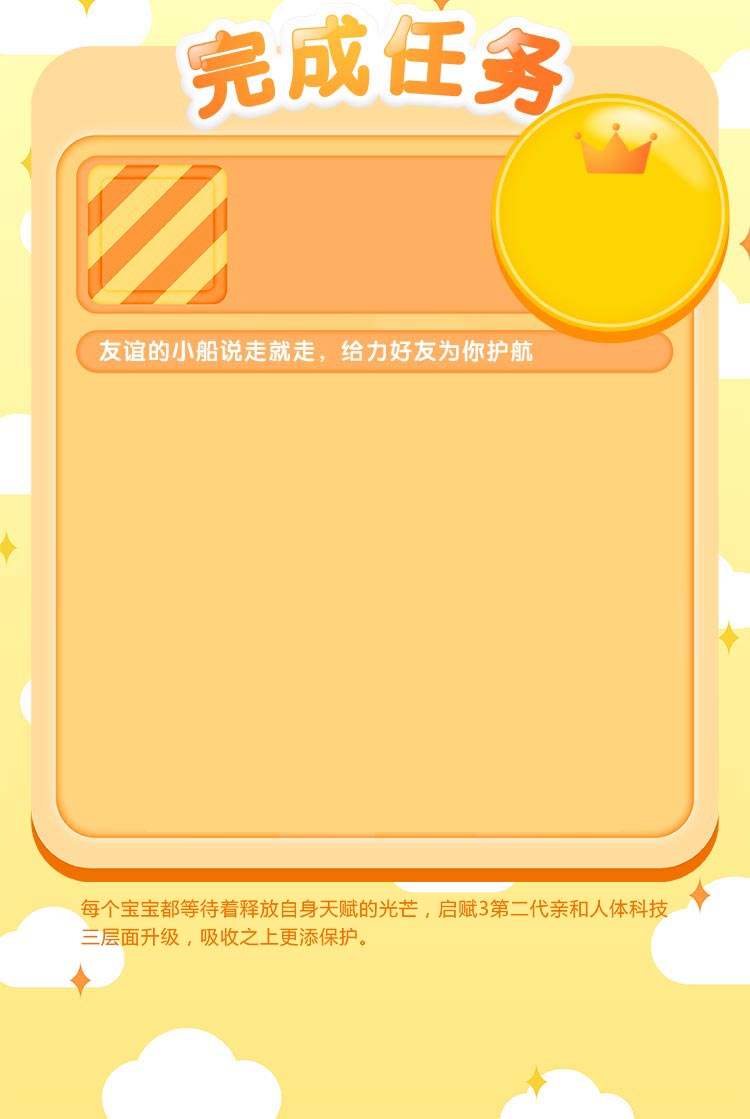 完成任务
友谊的小船说走就走，给力好友为你护航
每个宝宝都等待着释放自身天赋的光芒，启赋3第二代亲和人体科技
三层面升级，吸收之上更添保护。